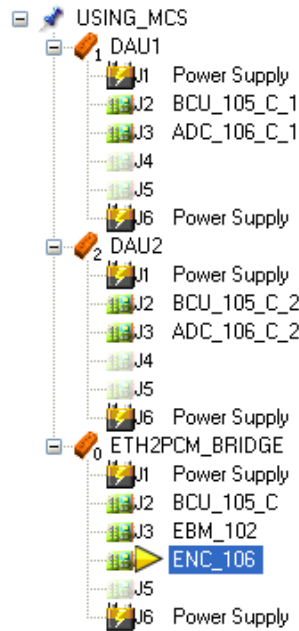 USING_MCS
1 DAU1
J1 Power Supply
J2 BCU_105_C_1
J3 ADC_106_C_1
J4
J5
J6 Power Supply
2 DAU2
J1 Power Supply
J2 BCU_105_C_2
J3 ADC_106_C_2
J4
J5
J6 Power Supply
0 ETH2PCM_BRIDGE
J1 Power Supply
J2 BCU_105_C
J3 EBM_102
ENC_106
J5
J6 Power Supply